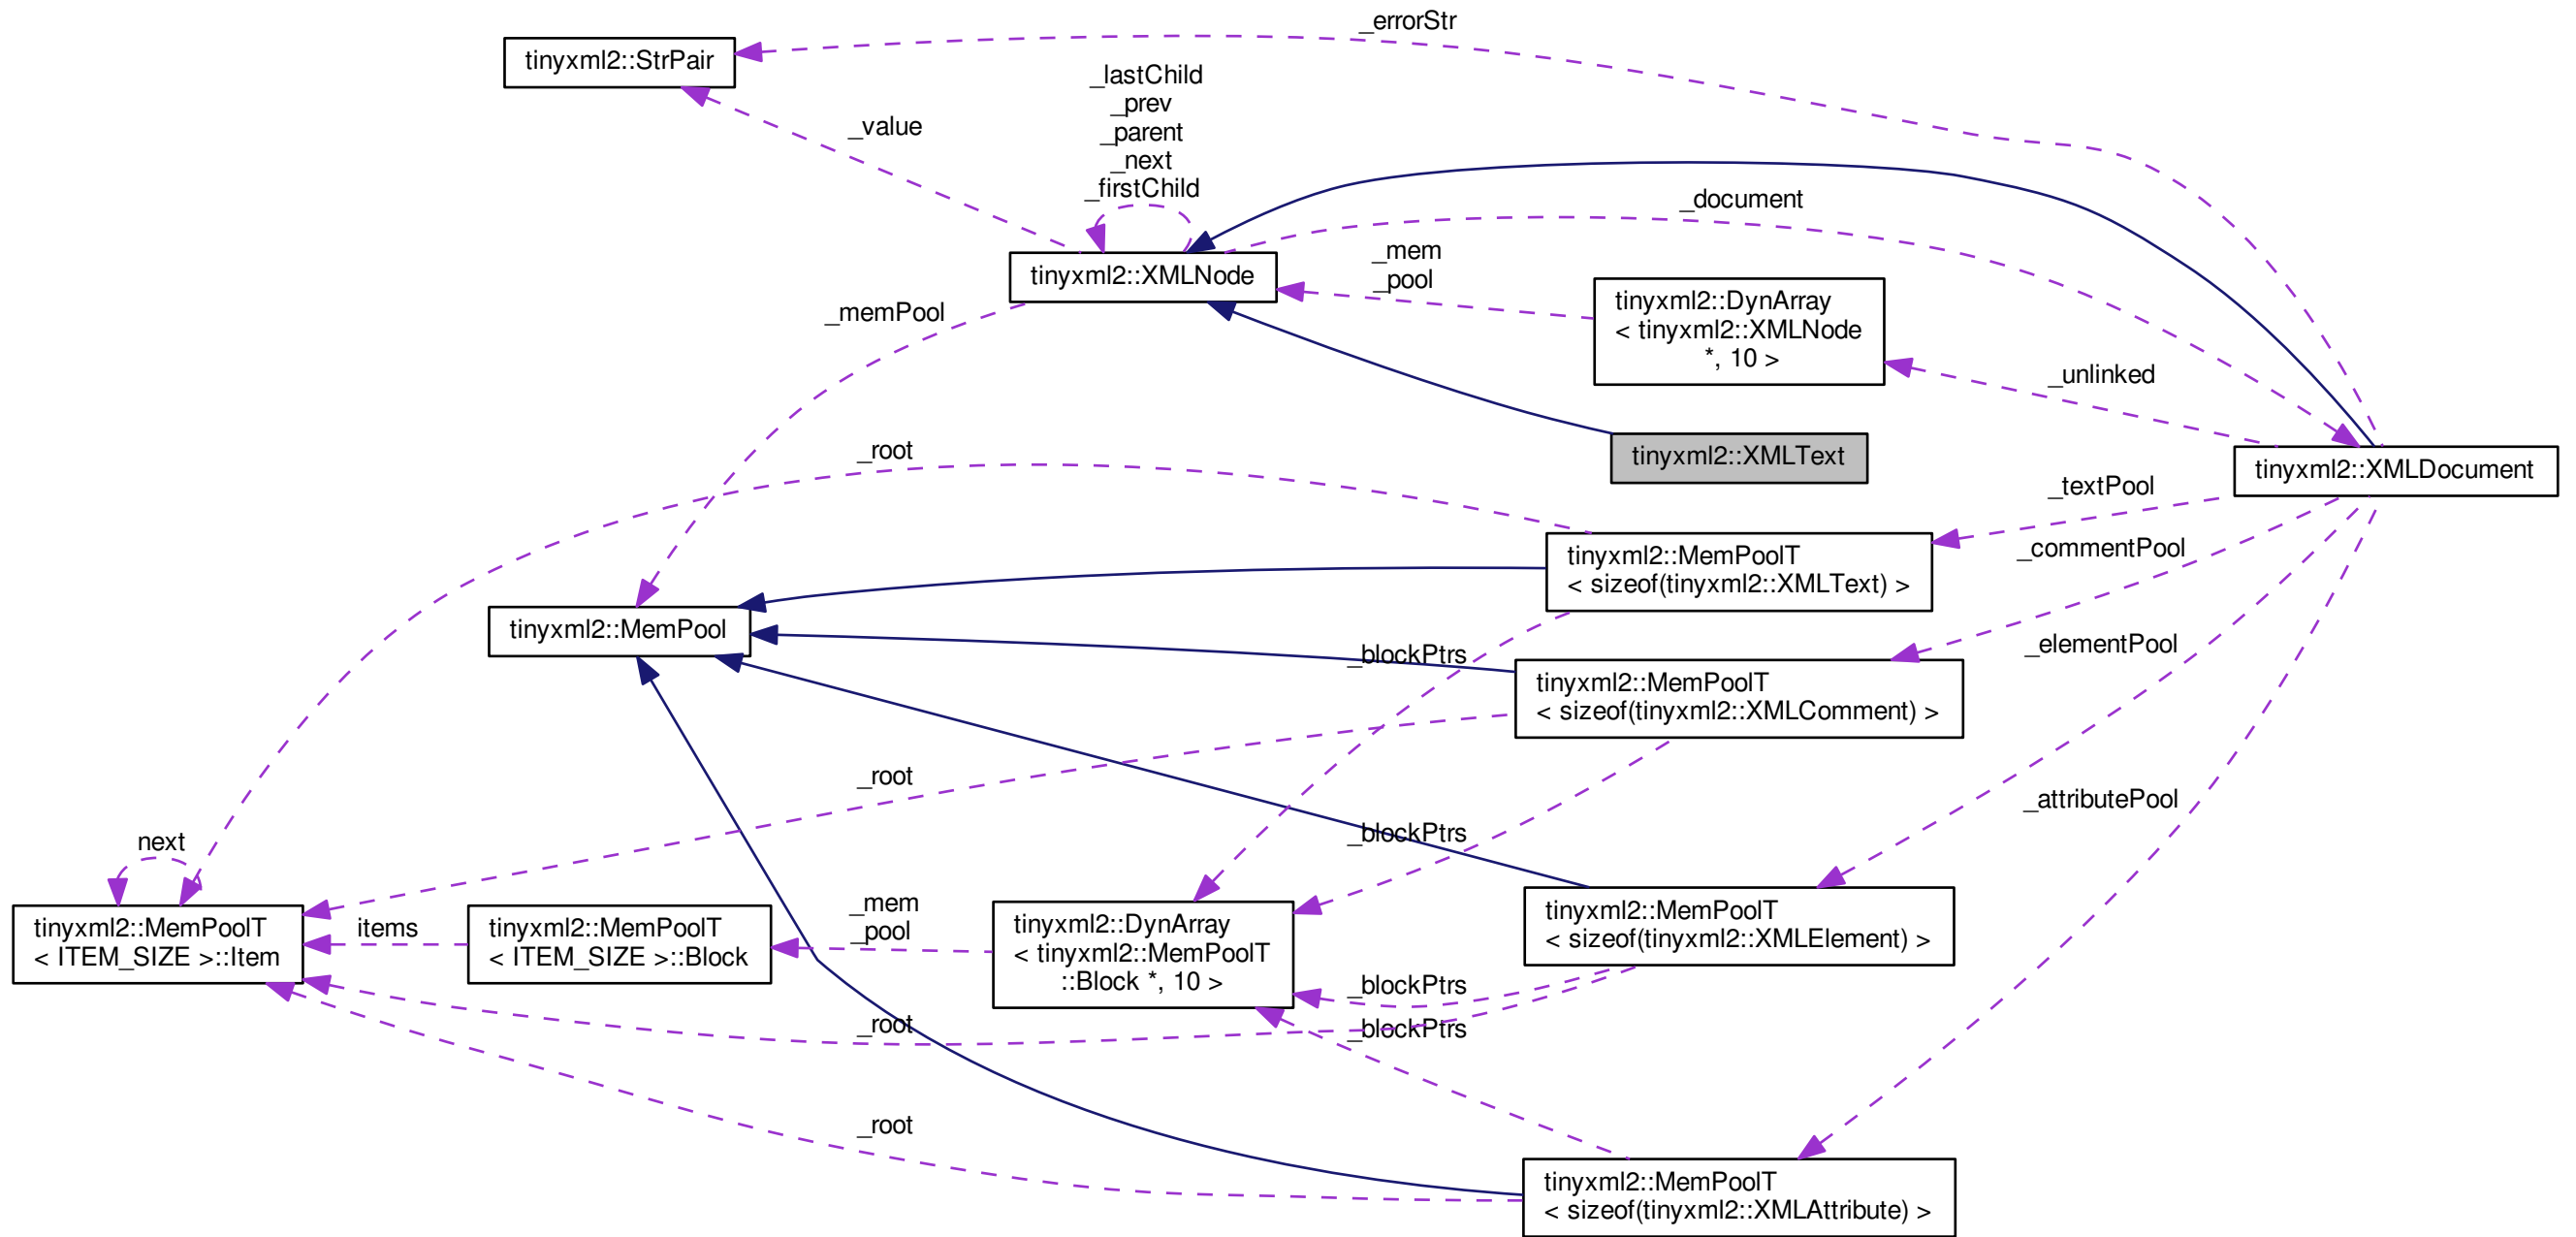 _errorStr
tinyxml2::StrPair
_lastChild
_prev
_parent
_next
_firstChild
_value
_document
tinyxml2::XMLNode
_mem
_pool
tinyxml2::DynArray
< tinyxml2::XMLNode
*, 10 >
_memPool
_unlinked
tinyxml2::XMLText
tinyxml2::XMLDocument
_root
_textPool
tinyxml2::MemPoolT
< sizeof(tinyxml2::XMLText) >
_commentPool
tinyxml2::MemPool
_elementPool
_blockPtrs
tinyxml2::MemPoolT
< sizeof(tinyxml2::XMLComment) >
_root
_attributePool
next
_blockPtrs
tinyxml2::MemPoolT
< ITEM_SIZE >::Item
items
tinyxml2::MemPoolT
< ITEM_SIZE >::Block
_mem
_pool
tinyxml2::DynArray
< tinyxml2::MemPoolT
::Block *, 10 >
tinyxml2::MemPoolT
< sizeof(tinyxml2::XMLElement) >
_blockPtrs
_root
_blockPtrs
_root
tinyxml2::MemPoolT
< sizeof(tinyxml2::XMLAttribute) >